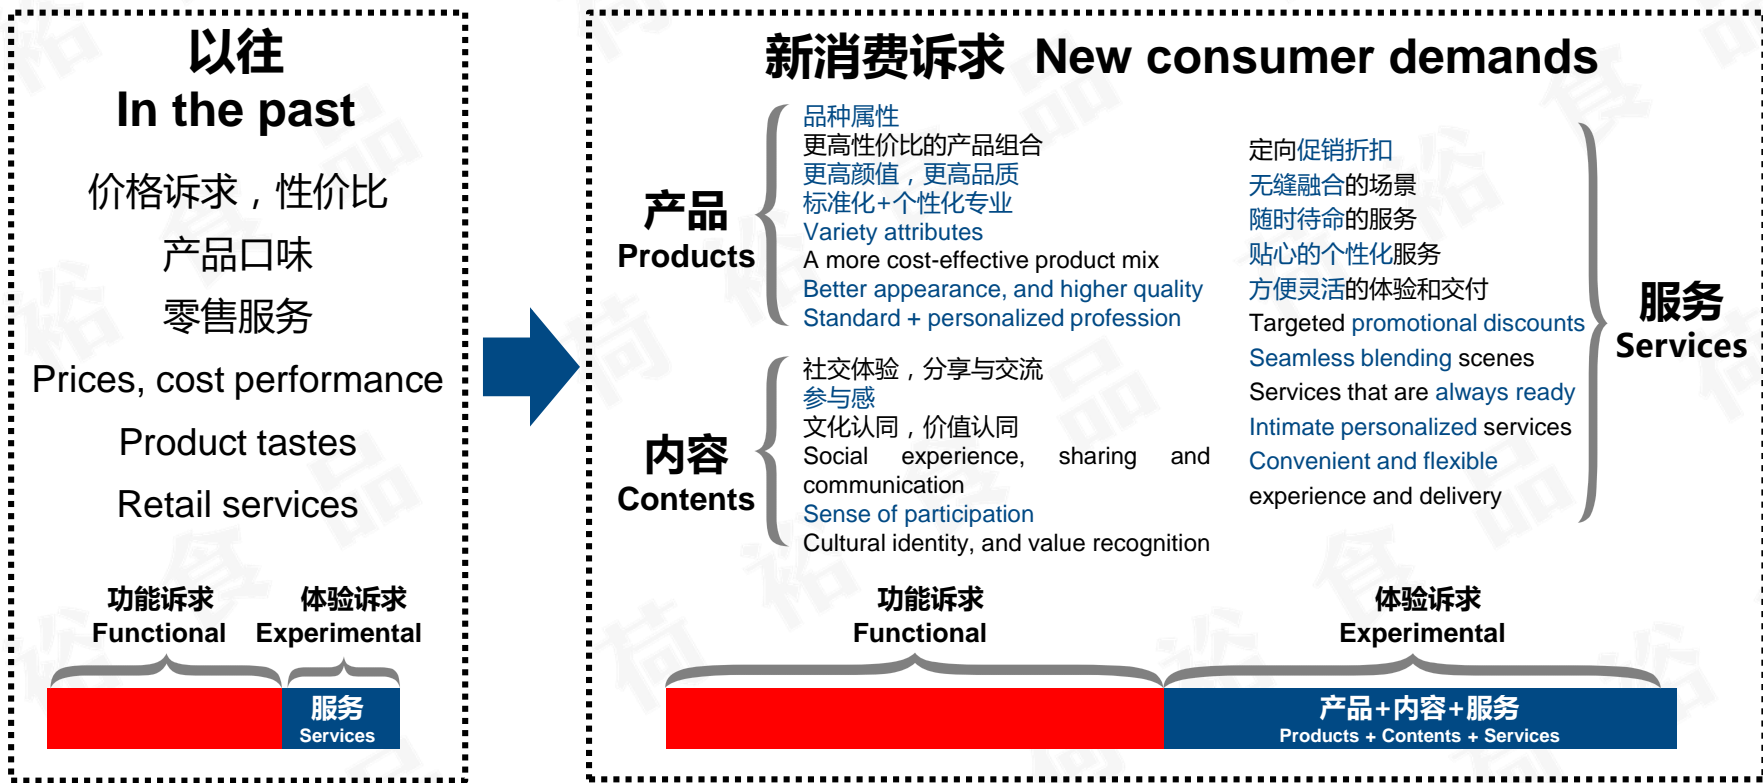 以往
In the past
价格诉求，性价比
产品口味
零售服务
Prices, cost performance
Product tastes
Retail services
功能诉求
Functional
体验诉求
Experimental
服务
Services
新消费诉求 New consumer demands
产品
Products
品种属性
更高性价比的产品组合
更高颜值，更高品质
标准化+个性化专业
Variety attributes
A more cost-effective product mix
Better appearance, and higher quality
Standard + personalized profession
内容
Contents
社交体验，分享与交流
参与感
文化认同，价值认同
Social experience, sharing and
communication
Sense of participation
Cultural identity, and value recognition
定向促销折扣
无缝融合的场景
随时待命的服务
贴心的个性化服务
方便灵活的体验和交付
Targeted promotional discounts
Seamless blending scenes
Services that are always ready
Intimate personalized services
Convenient and flexible
experience and delivery
服务
Services
功能诉求
Functional
体验诉求
Experimental
产品+内容+服务
Products + Contents + Services
荷裕食品